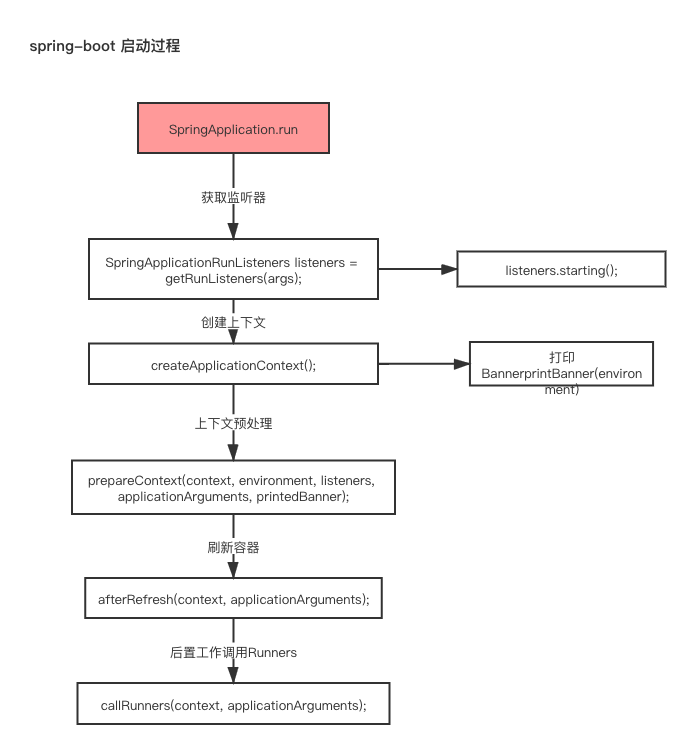 spring-boot 启动过程
SpringApplication.run
获取监听器
SpringApplicationRunListeners listeners =
getRunListeners(args);
listeners.starting();
创建上下文
createApplicationContext();
打印
BannerprintBanner(environ
ment)
上下文预处理
prepareContext(context, environment, listeners,
applicationArguments, printedBanner);
刷新容器
afterRefresh(context, applicationArguments);
后置工作调用Runners
callRunners(context, applicationArguments);